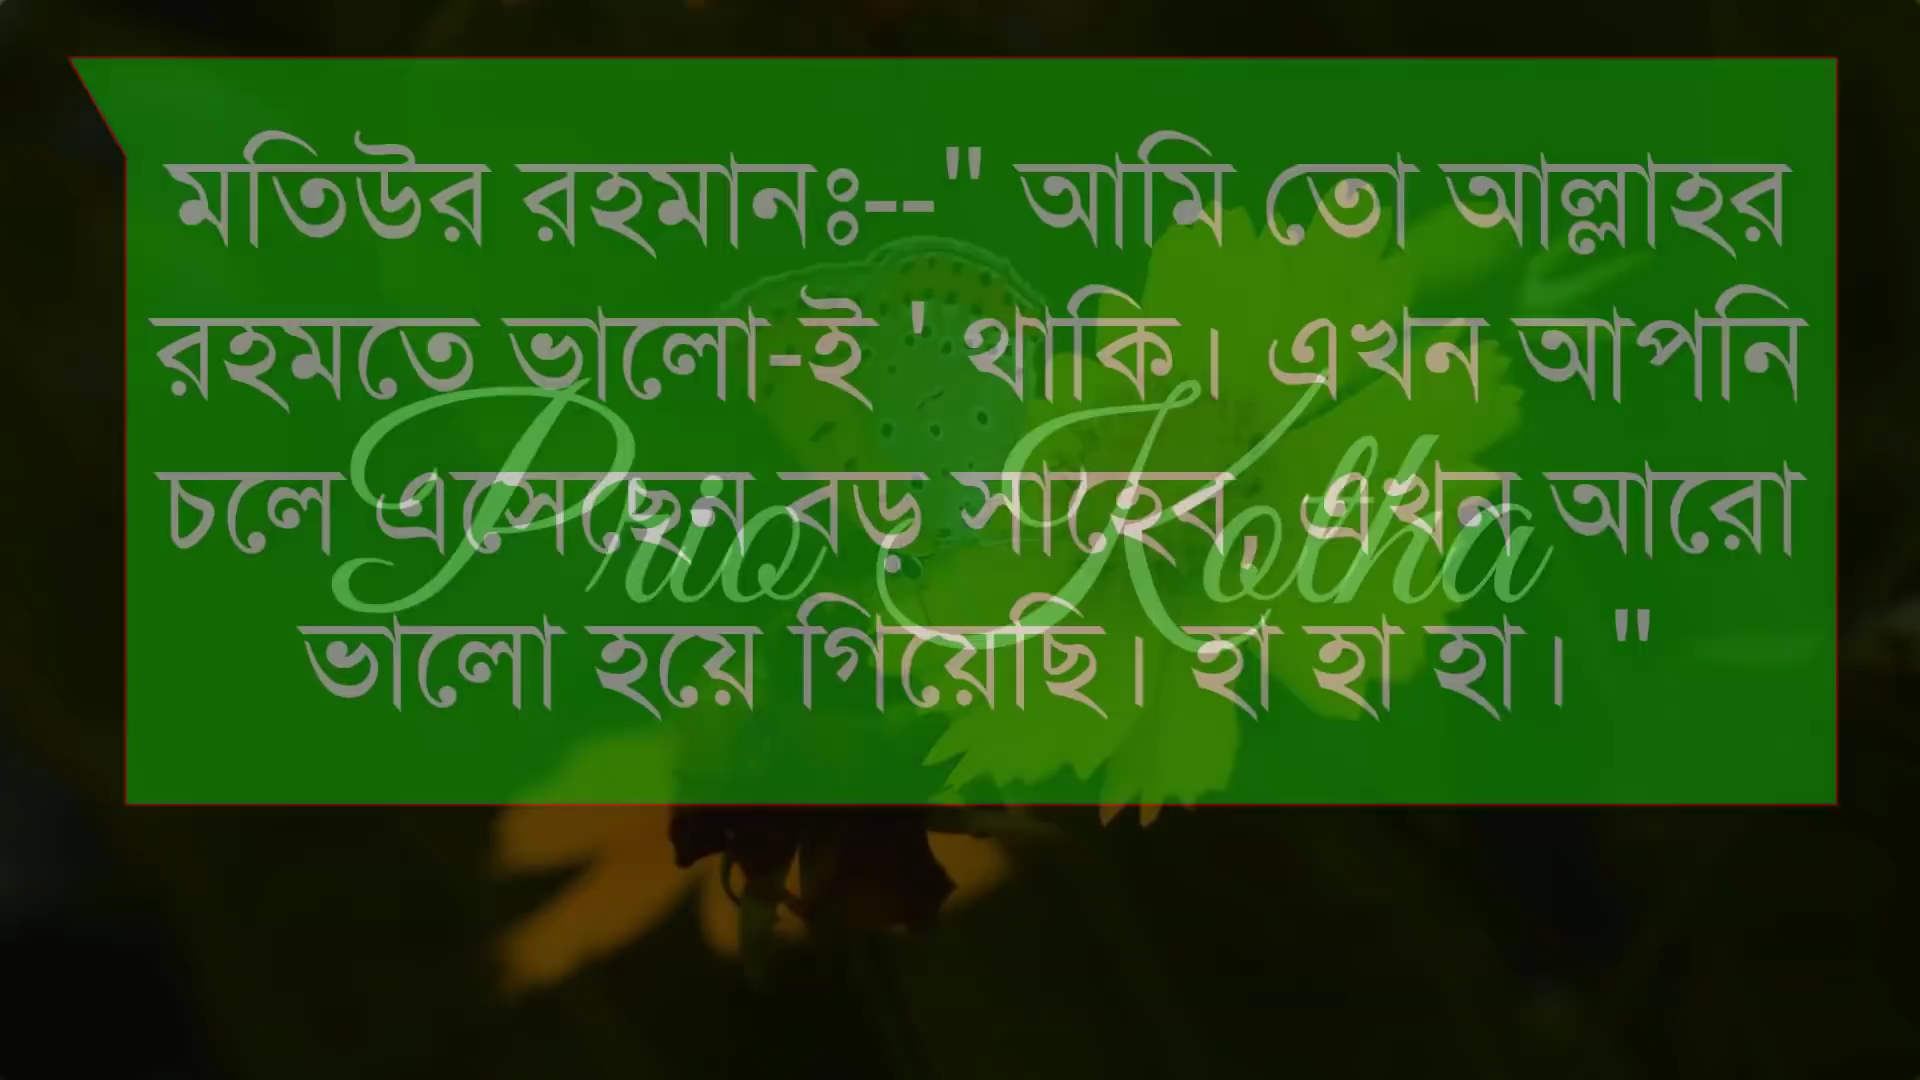 মতিউর রহমানঃ--" আমি তো আল্লাহর
রহমতে ভালো-ই ' থাকি। এখন আপনি
চলে এসেছেন বড় সাহেব, এখন আরো
ভালো হয়ে গিয়েছি। হা হা হা। "
Prio Kotha